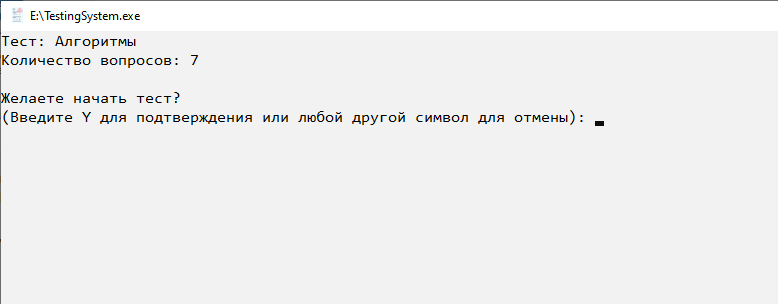 E:\TestingSystem.exe
Тест: Алгоритмы
Количество вопросов: 7
Желаете начать тест?
(Введите Y для подтверждения или любой другой символ для отмены):